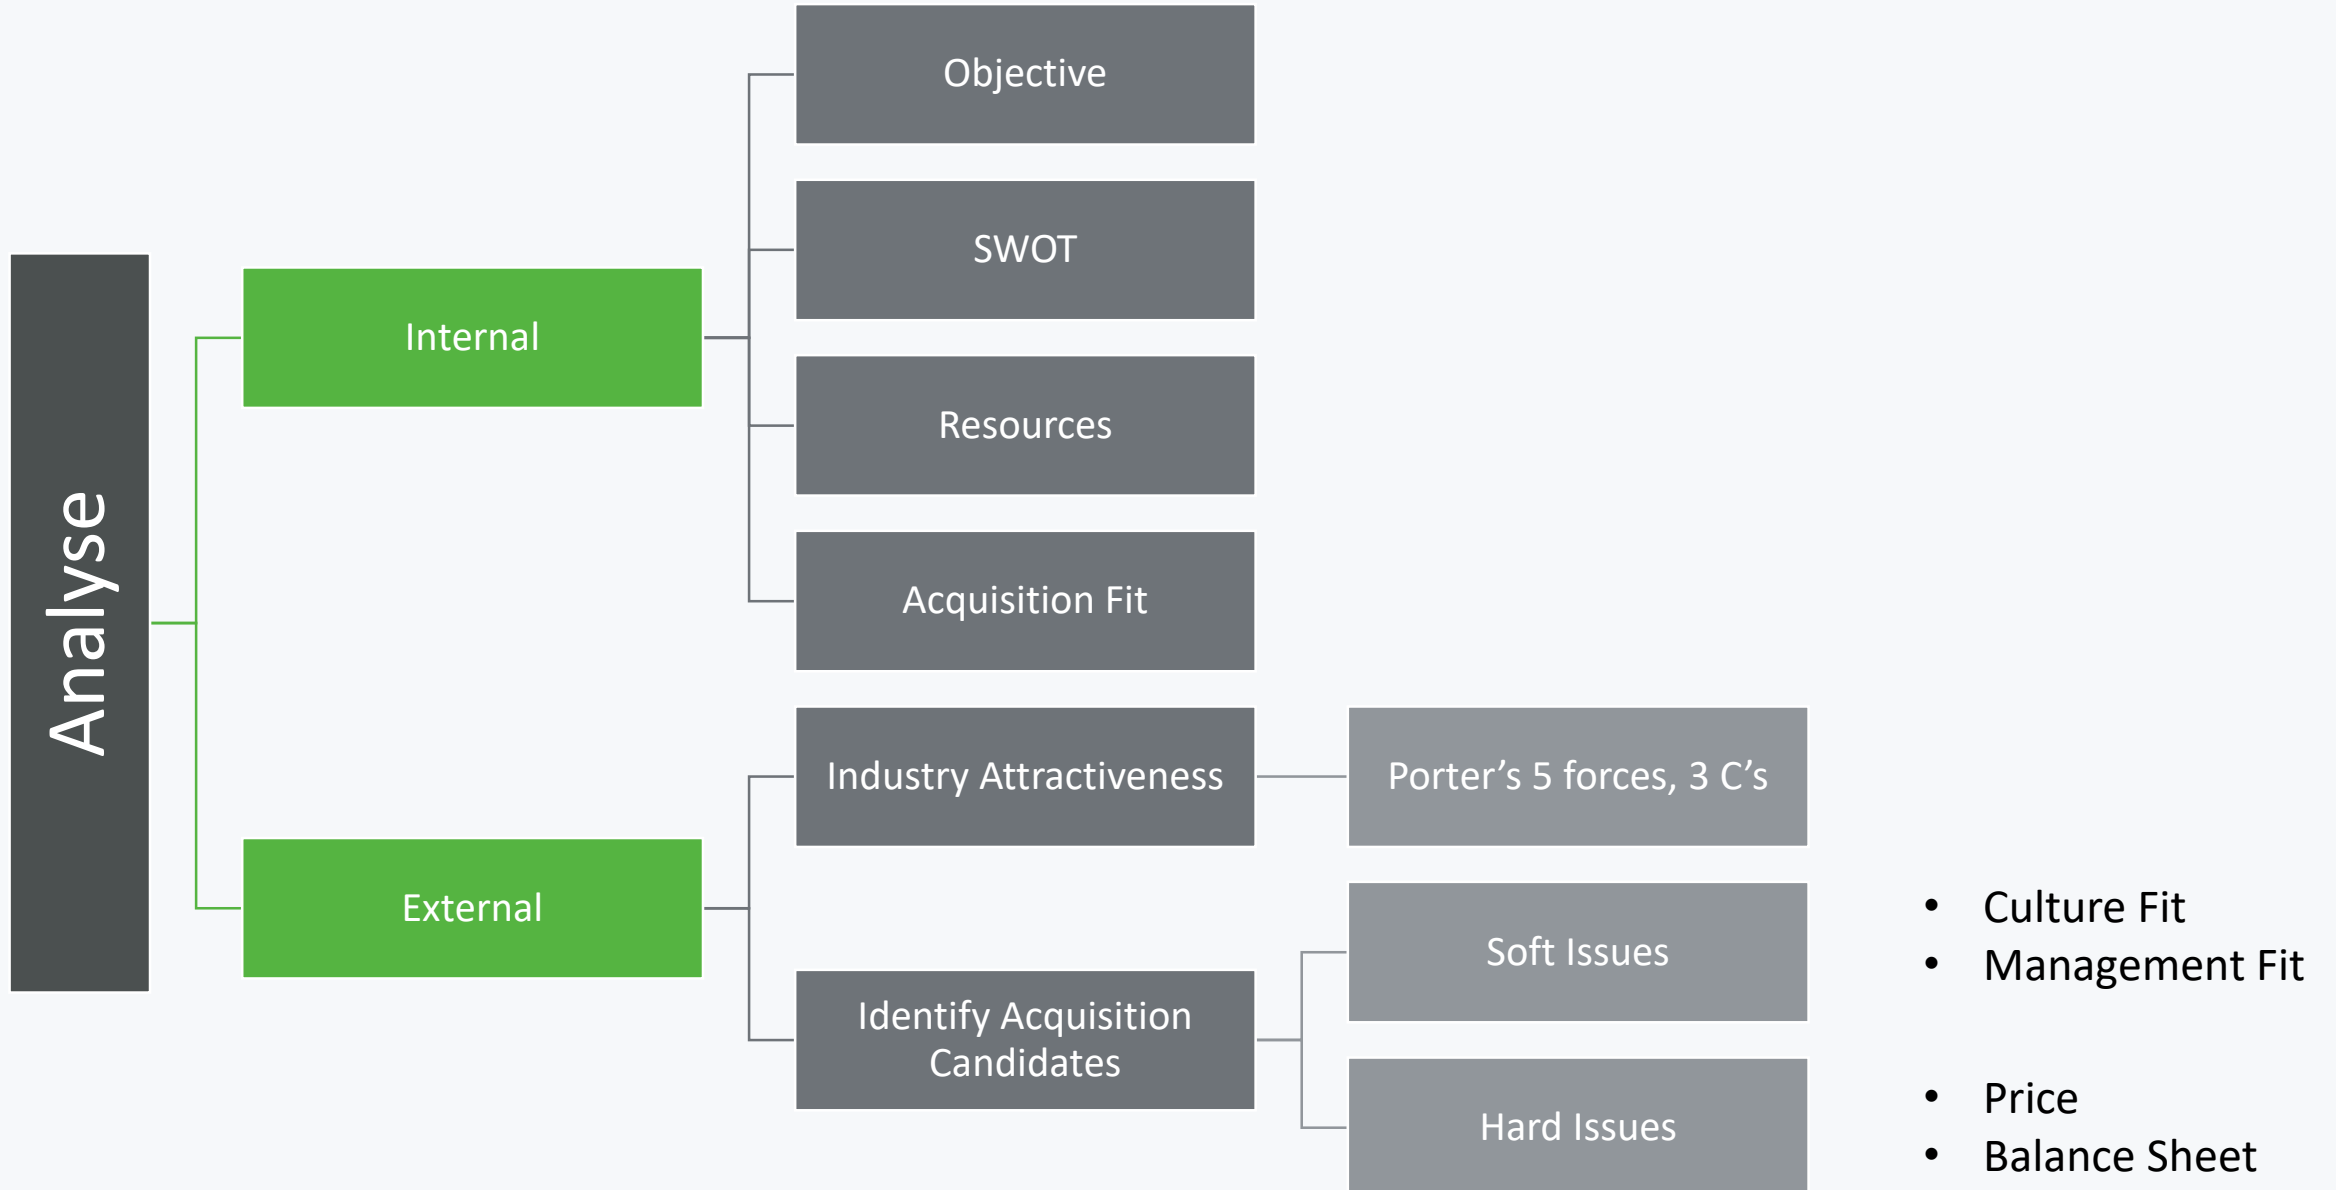 Analyse
Internal
Objective
SWOT
Resources
Acquisition Fit
External
Industry Attractiveness
Porter’s 5 forces, 3 C’s
Identify Acquisition
Candidates
Soft Issues
• Culture Fit
• Management Fit
Hard Issues
• Price
• Balance Sheet